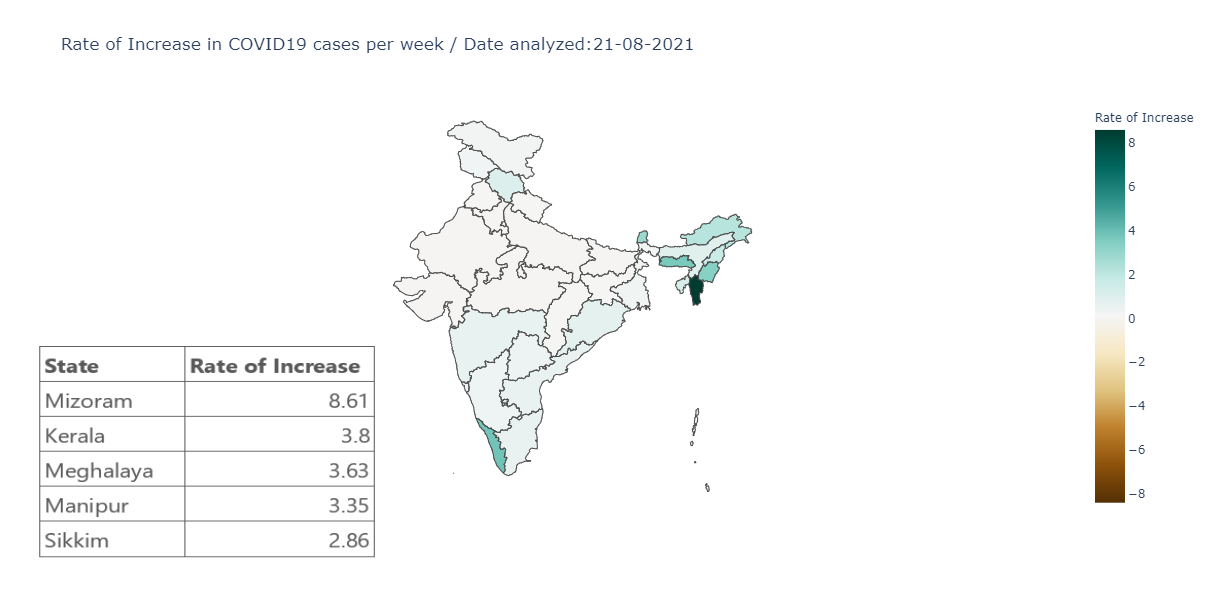 Rate of Increase in COVID19 cases per week / Date analyzed:21-08-2021
Rate of Increase
8
6
4
2
0
−2
−4
−6
−8
State Rate of Increase
Mizoram 8.61
Kerala 3.8
Meghalaya 3.63
Manipur 3.35
Sikkim 2.86